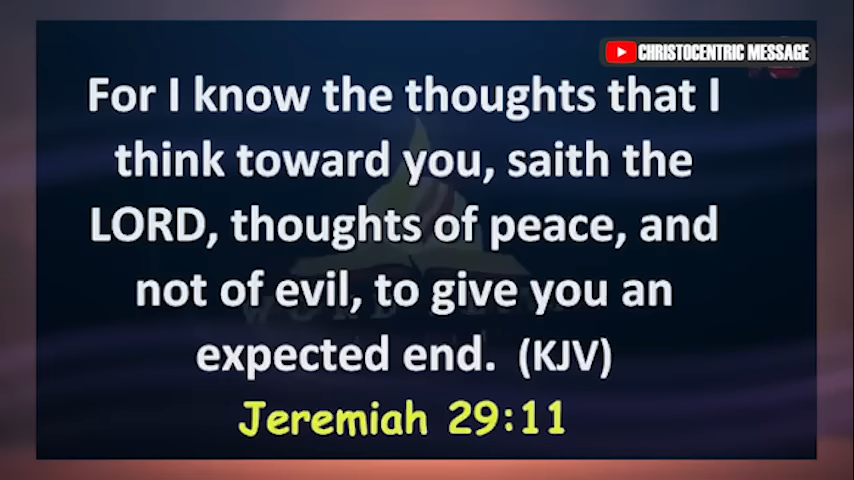 CHRISTOCENTRIC MESSAGE
For I know the thoughts that I
think toward you, saith the
LORD, thoughts of peace, and
not of evil, to give you an
expected end. (KJV)
Jeremiah 29:11